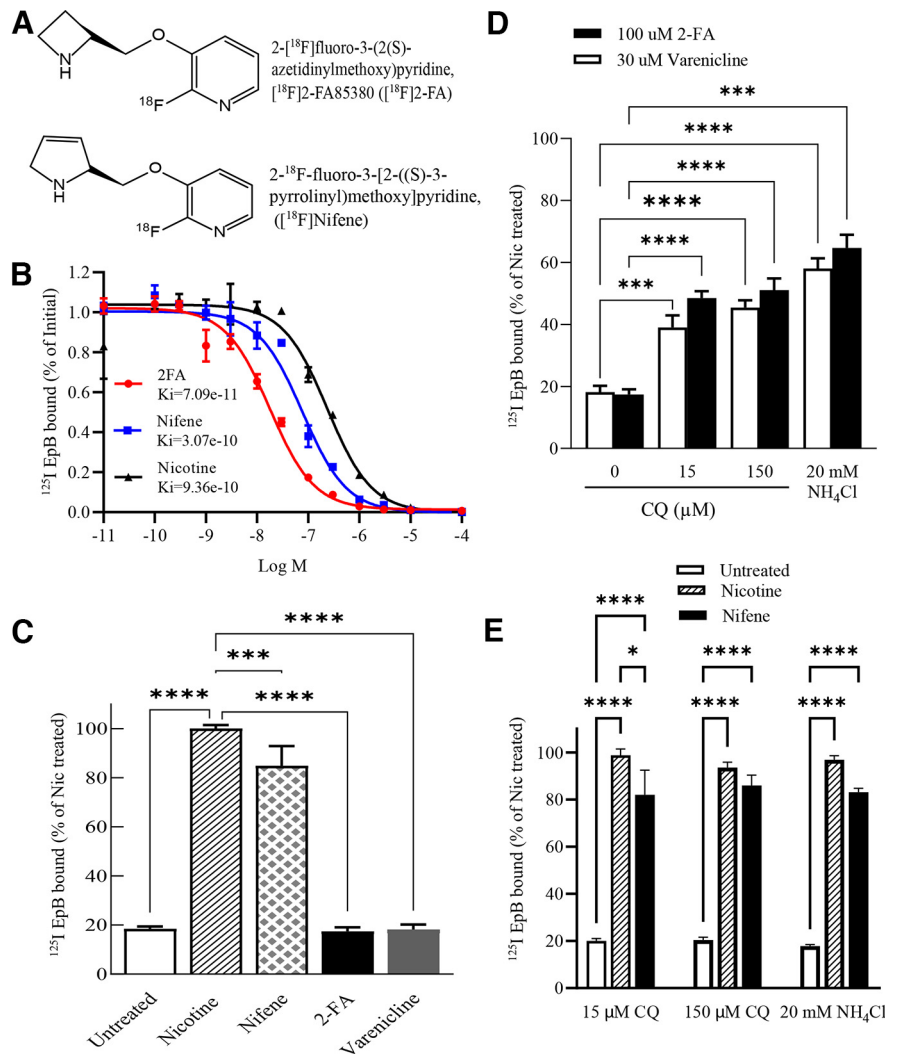 A
O
N
H
18F
N
2-[18F]fluoro-3-(2(S)-
azetidinylmethoxy)pyridine,
[18F]2-FA85380 ([18F]2-FA)
O
NH
18F
N
2-18F-fluoro-3-[2-((S)-3-
pyrrolinyl)methoxy]pyridine,
([18F]Nifene)
B
125I EpB bound (% of Initial)
1.2
1.0
0.8
0.6
0.4
0.2
0.0
2FA
Ki=7.09e-11
Nifene
Ki=3.07e-10
Nicotine
Ki=9.36e-10
-11 -10 -9 -8 -7 -6 -5 -4
Log M
C
125I EpB bound (% of Nic treated)
100
80
60
40
20
0
****
***
**** ****
Untreated Nicotine Nifene 2-FA Varenicline
D
100 uM 2-FA
30 uM Varenicline
125I EpB bound (% of Nic treated)
100
80
60
40
20
0
***
****
****
****
****
***
0 15 150 20 mM
NH4Cl
CQ (µM)
E
Untreated
Nicotine
Nifene
125I EpB bound (% of Nic treated)
100
80
60
40
20
0
****
* **** ****
**** **** ****
15 µM CQ 150 µM CQ 20 mM NH4Cl